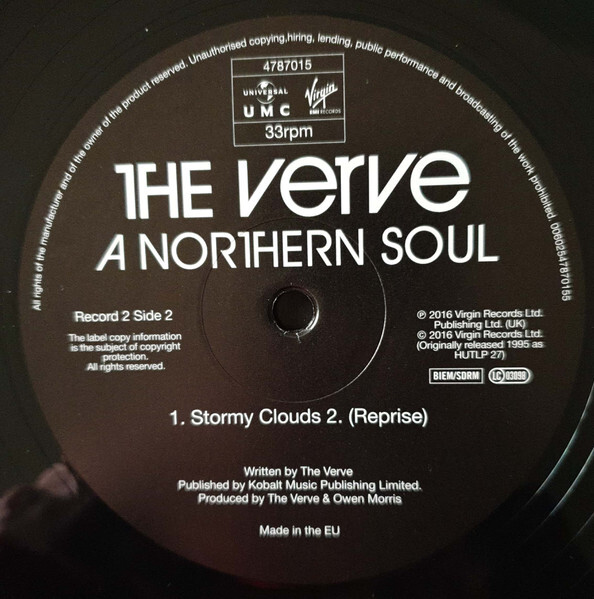 All rights of the manufacturer and of the owner of the product reserved. Unauthorised copying,hiring, lending, public performance and broadcasting of the work prohibited. 00602547870155
4787015
UNIVERSAL
UMC
Virgin
EMI RECORDS
33rpm
THE verve
A NORTHERN SOUL
Record 2 Side 2
The label copy information
is the subject of copyright
protection.
All rights reserved.
℗ 2016 Virgin Records Ltd.
Publishing Ltd. (UK)
© 2016 Virgin Records Ltd.
(Originally released 1995 as
HUTLP 27)
BIEM/SDRM
LC 03098
1. Stormy Clouds 2. (Reprise)
Written by The Verve
Published by Kobalt Music Publishing Limited.
Produced by The Verve & Owen Morris
Made in the EU